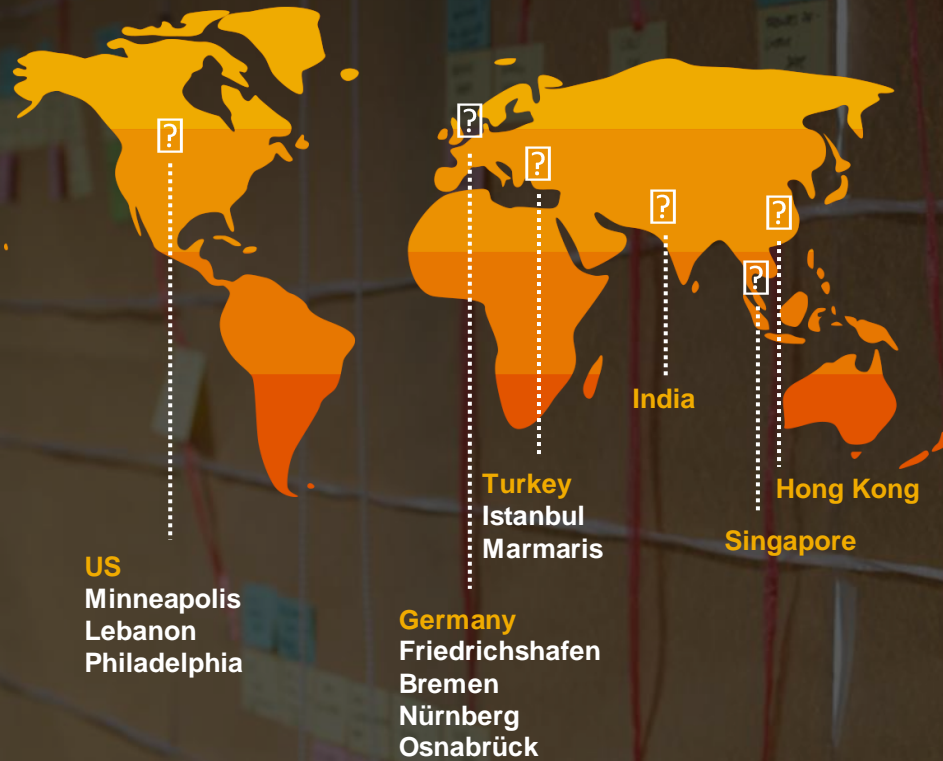 India
Turkey
Istanbul
Marmaris
Hong Kong
Singapore
US
Minneapolis
Lebanon
Philadelphia
Germany
Friedrichshafen
Bremen
Nürnberg
Osnabrück